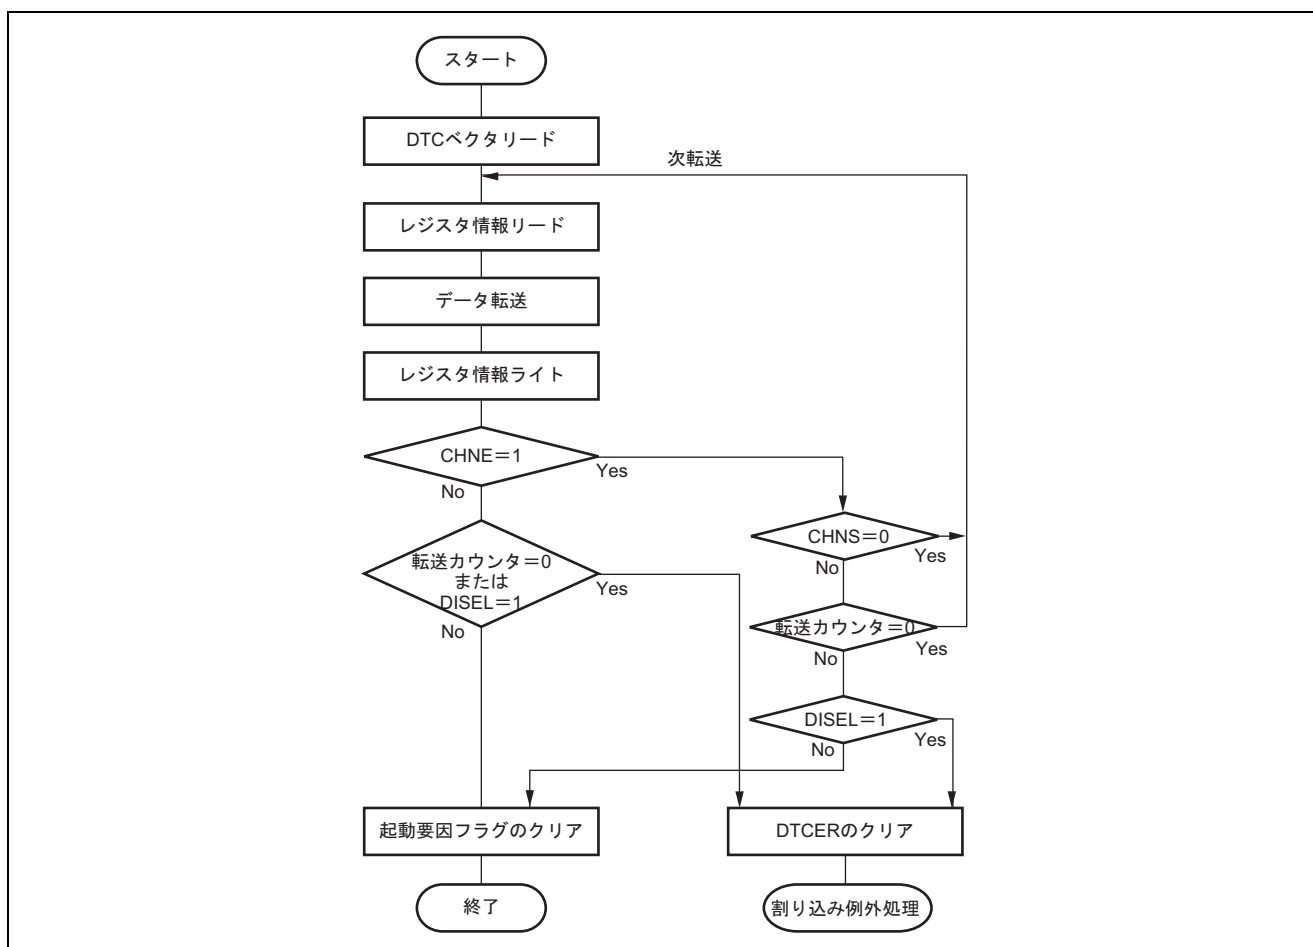 スタート
DTCベクタリード
次転送
レジスタ情報リード
データ転送
レジスタ情報ライト
CHNE＝1
Yes
No
CHNS＝0
Yes
No
転送カウンタ＝0
または
DISEL＝1
Yes
No
転送カウンタ＝0
Yes
No
DISEL＝1
Yes
No
起動要因フラグのクリア
DTCERのクリア
終了
割り込み例外処理